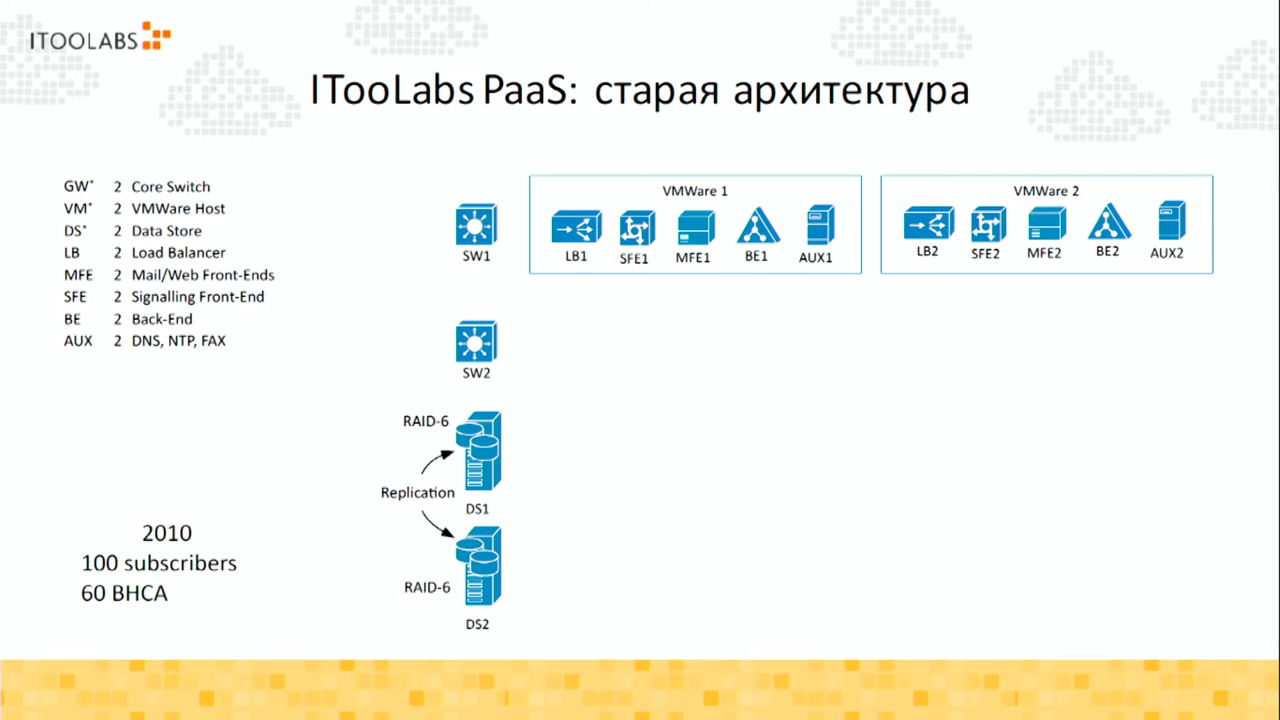 ITOOLABS
ITooLabs PaaS: старая архитектура
GW* 2 Core Switch
VM* 2 VMWare Host
DS* 2 Data Store
LB 2 Load Balancer
MFE 2 Mail/Web Front-Ends
SFE 2 Signalling Front-End
BE 2 Back-End
AUX 2 DNS, NTP, FAX
2010
100 subscribers
60 BHCA
SW1
SW2
RAID-6
Replication
DS1
RAID-6
DS2
VMWare 1
LB1 SFE1 MFE1 BE1 AUX1
VMWare 2
LB2 SFE2 MFE2 BE2 AUX2